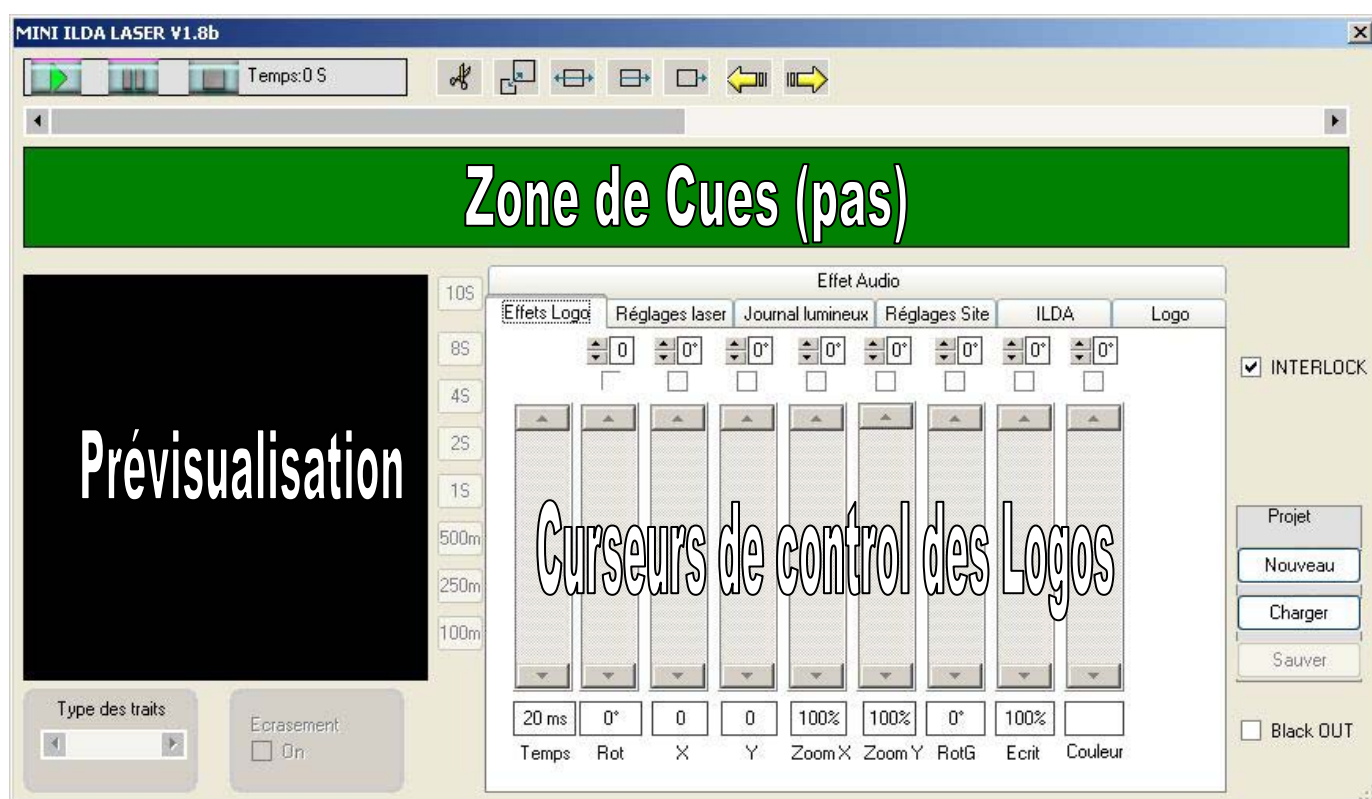 MINI ILDA LASER V1.8b
Temps:0 S
Zone de Cues (pas)
Prévisualisation
10S
8S
4S
2S
1S
500m
250m
100m
Effet Audio
Effets Logo Réglages laser Journal lumineux Réglages Site ILDA Logo
0 0° 0° 0° 0° 0° 0° 0°
Curseurs de control des Logos
20 ms 0° 0 0 100% 100% 0° 100%
Temps Rot X Y Zoom X Zoom Y RotG Ecrit Couleur
INTERLOCK
Projet
Nouveau
Charger
Sauver
Black OUT
Type des traits
Ecrasement
On